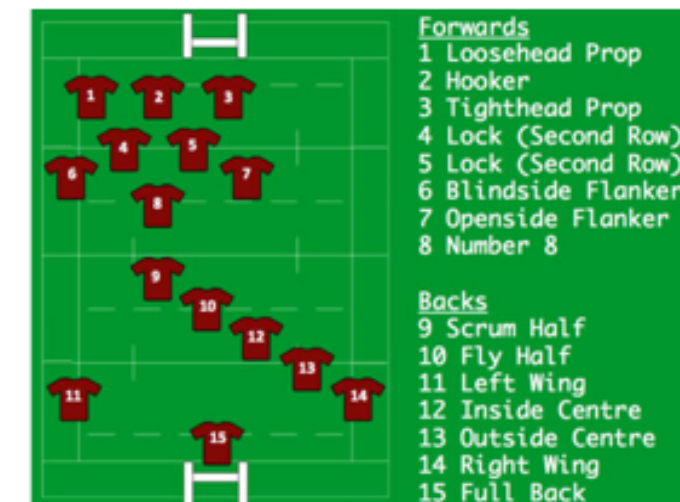 Forwards
1 Loosehead Prop
2 Hooker
3 Tighthead Prop
4 Lock (Second Row)
5 Lock (Second Row)
6 Blindside Flanker
7 Openside Flanker
8 Number 8
Backs
9 Scrum Half
10 Fly Half
11 Left Wing
12 Inside Centre
13 Outside Centre
14 Right Wing
15 Full Back
1 2 3
4 5
6 7
8
9
10
12
13
11 14
15